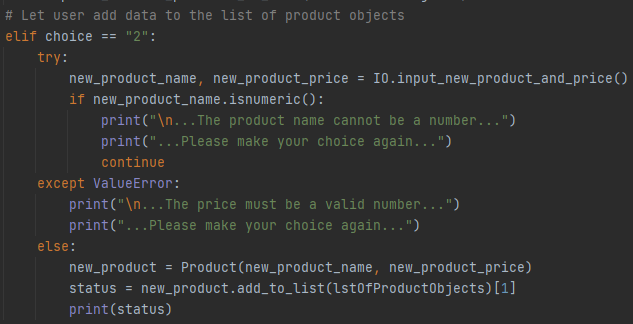 # Let user add data to the list of product objects
elif choice == "2":
    try:
        new_product_name, new_product_price = IO.input_new_product_and_price()
        if new_product_name.isnumeric():
            print("\n...The product name cannot be a number...")
            print("...Please make your choice again...")
            continue
    except ValueError:
        print("\n...The price must be a valid number...")
        print("...Please make your choice again...")
    else:
        new_product = Product(new_product_name, new_product_price)
        status = new_product.add_to_list(lstOfProductObjects)[1]
        print(status)